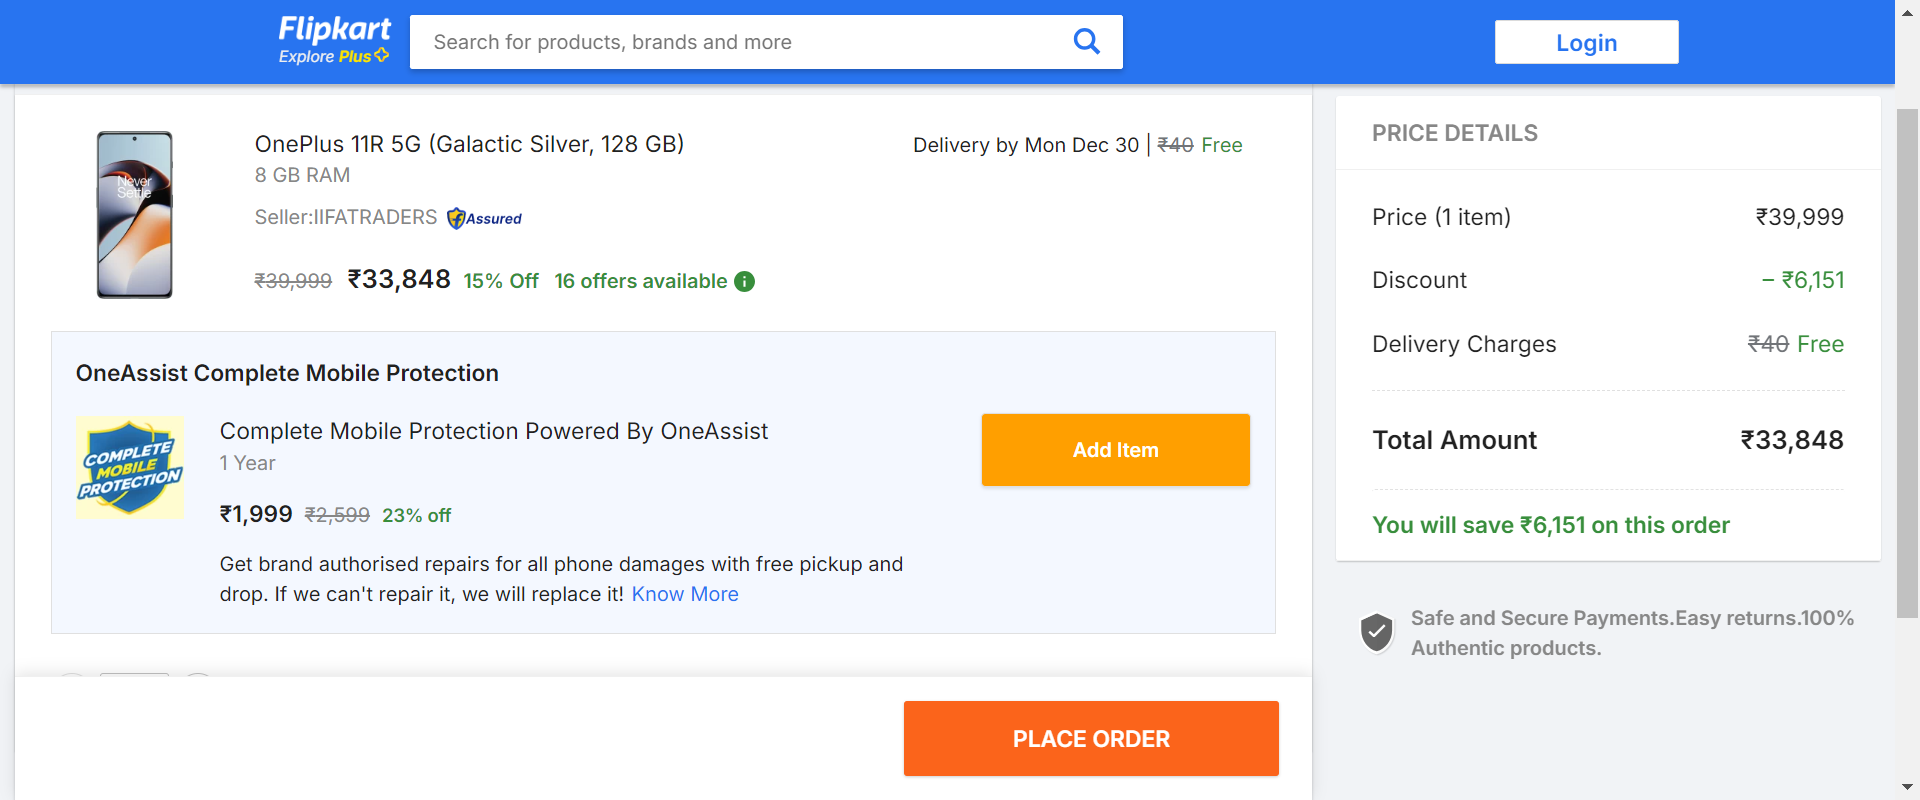 Flipkart
Explore Plus
Search for products, brands and more
Login
OnePlus 11R 5G (Galactic Silver, 128 GB)
8 GB RAM
Seller:IIFATRADERS Assured
₹39,999 ₹33,848 15% Off 16 offers available
Never
Settle
Delivery by Mon Dec 30 | ₹40 Free
OneAssist Complete Mobile Protection
COMPLETE
MOBILE
PROTECTION
Complete Mobile Protection Powered By OneAssist
1 Year
₹1,999 ₹2,599 23% off
Get brand authorised repairs for all phone damages with free pickup and
drop. If we can't repair it, we will replace it! Know More
Add Item
PLACE ORDER
PRICE DETAILS
Price (1 item) ₹39,999
Discount − ₹6,151
Delivery Charges ₹40 Free
Total Amount ₹33,848
You will save ₹6,151 on this order
Safe and Secure Payments.Easy returns.100%
Authentic products.